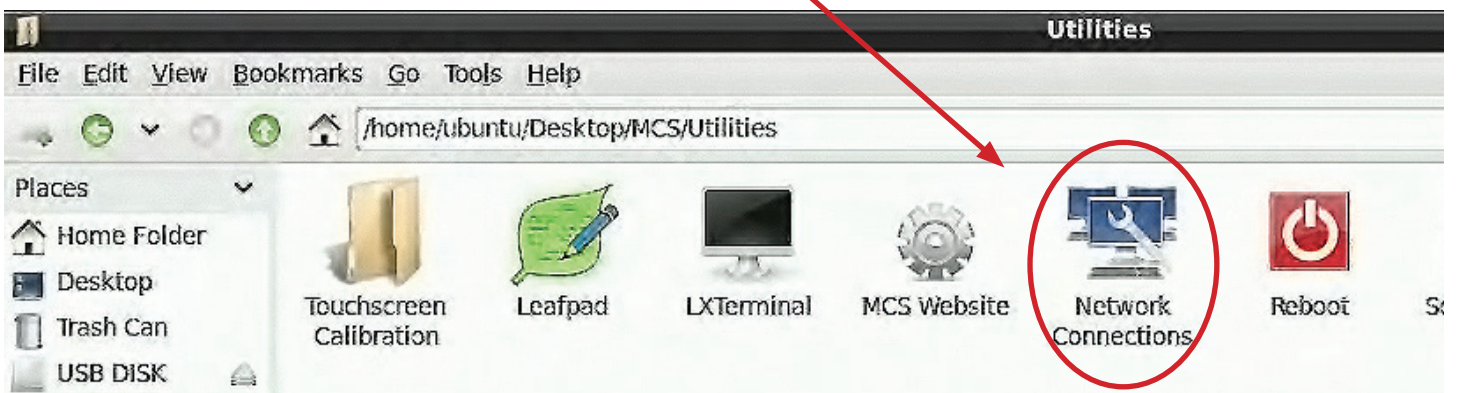 Utilities
File Edit View Bookmarks Go Tools Help
/home/ubuntu/Desktop/MCS/Utilities
Places
Home Folder
Desktop
Trash Can
USB DISK
Touchscreen
Calibration
Leafpad
LXTerminal
MCS Website
Network
Connections
Reboot